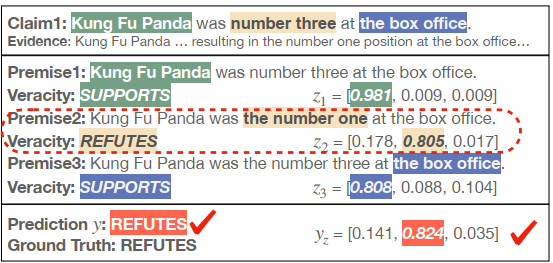 Claim1: Kung Fu Panda was number three at the box office.
Evidence: Kung Fu Panda ... resulting in the number one position at the box office...
Premise1: Kung Fu Panda was number three at the box office.
Veracity: SUPPORTS z1 = [0.981, 0.009, 0.009]
Premise2: Kung Fu Panda was the number one at the box office.
Veracity: REFUTES z2 = [0.178, 0.805, 0.017]
Premise3: Kung Fu Panda was the number three at the box office.
Veracity: SUPPORTS z3 = [0.808, 0.088, 0.104]
Prediction y: REFUTES yz = [0.141, 0.824, 0.035]
Ground Truth: REFUTES